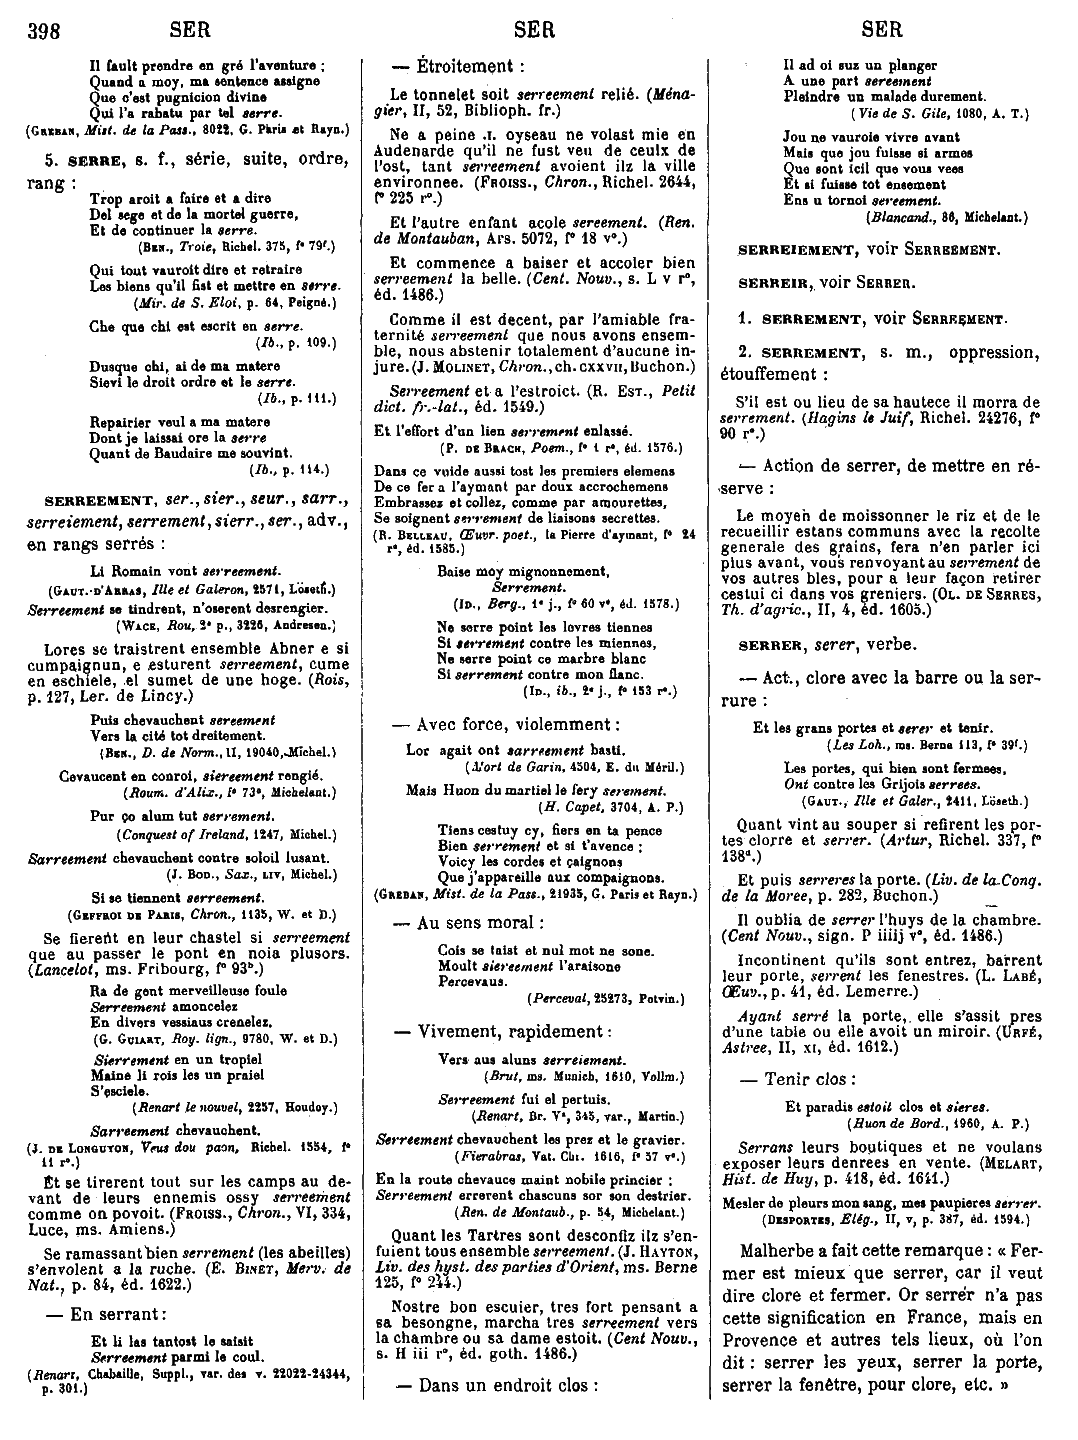 398 SER SER SER
Il fault prendre en gré l'aventure ;
Quand a moy, ma sentence assigne
Que c'est pugnicion divine
Qui l'a rabatu par tel serre.
(GREBAN, Mist. de la Pass., 8022, G. Paris et Rayn.)
5. SERRE, s. f., série, suite, ordre,
rang :
Trop aroit a faire et a dire
Del sege et de la mortel guerre,
Et de continuer la serre.
(BEN., Troie, Richel. 375, fº 79ᶠ.)
Qui tout vauroit dire et retraire
Les biens qu'il fist et mettre en serre.
(Mir. de S. Eloi, p. 64, Peigné.)
Che que chi est escrit en serre.
(Ib., p. 109.)
Dusque chi, ai de ma matere
Sievi le droit ordre et le serre.
(Ib., p. 111.)
Repairier veul a ma matere
Dont je laissai ore la serre
Quant de Baudaire me souvint.
(Ib., p. 114.)
SERREEMENT, ser., sier., seur., sarr.,
serreiement, serrement, sierr., ser., adv.,
en rangs serrés :
Li Romain vont serreement.
(GAUT. D'ARRAS, Ille et Galeron, 2571, Löseth.)
Serreement se tindrent, n'oserent desrengier.
(WACE, Rou, 2ᵉ p., 3226, Andresen.)
Lores se traistrent ensemble Abner e si
cumpaignun, e esturent serreement, cume
en eschiele, el sumet de une hoge. (Rois,
p. 127, Ler. de Lincy.)
Puis chevauchent sereement
Vers la cité tot dreitement.
(BEN., D. de Norm., II, 19040, Michel.)
Cevaucent en conroi, siereement rengié.
(Roum. d'Alix., fº 73ᵃ, Michelant.)
Pur ço alum tut serrement.
(Conquest of Ireland, 1247, Michel.)
Sarreement chevauchent contre soloil lusant.
(J. BOD., Sax., LIV, Michel.)
Si se tiennent serreement.
(GEFFROI DE PARIS, Chron., 1135, W. et D.)
Se fierent en leur chastel si serreement
que au passer le pont en noia plusors.
(Lancelot, ms. Fribourg, fº 93ᵇ.)
Ra de gent merveilleuse foule
Serreement amoncelez
En divers vessiaus crenelez.
(G. GUIART, Roy. lign., 9780, W. et D.)
Sierrement en un tropiel
Maine li rois les un praiel
S'esciele.
(Renart le nouvel, 2257, Houdoy.)
Sarreement chevauchent.
(J. DE LONGUYON, Veus dou paon, Richel. 1554, fº
11 rº.)
Et se tirerent tout sur les camps au de-
vant de leurs ennemis ossy serreement
comme on povoit. (FROISS., Chron., VI, 334,
Luce, ms. Amiens.)
Se ramassant bien serrement (les abeilles)
s'envolent a la ruche. (E. BINET, Merv. de
Nat., p. 84, éd. 1622.)
— En serrant :
Et li las tantost le saisit
Serreement parmi le coul.
(Renart, Chabaille, Suppl., var. des v. 22022-24344,
p. 301.)
— Étroitement :
Le tonnelet soit serreement relié. (Ména-
gier, II, 52, Biblioph. fr.)
Ne a peine .I. oyseau ne volast mie en
Audenarde qu'il ne fust veu de ceulx de
l'ost, tant serreement avoient ilz la ville
environnee. (FROISS., Chron., Richel. 2644,
fº 225 rº.)
Et l'autre enfant acole sereement. (Ren.
de Montauban, Ars. 5072, fº 18 vº.)
Et commence a baiser et accoler bien
serreement la belle. (Cent. Nouv., s. L v rº,
éd. 1486.)
Comme il est decent, par l'amiable fra-
ternité serreement que nous avons ensem-
ble, nous abstenir totalement d'aucune in-
jure. (J. MOLINET, Chron., ch. CXXVII, Buchon.)
Serreement et a l'estroict. (R. EST., Petit
dict. fr.-lat., éd. 1549.)
Et l'effort d'un lien serrement enlassé.
(P. DE BRACH, Poem., fº 1 rº, éd. 1576.)
Dans ce vuide aussi tost les premiers elemens
De ce fer a l'aymant par doux accrochemens
Embrassez et collez, comme par amourettes,
Se soignent serrement de liaisons secrettes.
(R. BELLEAU, Œuvr. poet., la Pierre d'aymant, fº 24
rº, éd. 1585.)
Baise moy mignonnement,
Serrement.
(ID., Berg., 1ᵉ j., fº 60 vº, éd. 1578.)
Ne serre point les levres tiennes
Si serrement contre les miennes,
Ne serre point ce marbre blanc
Si serrement contre mon flanc.
(ID., ib., 2ᵉ j., fº 153 rº.)
— Avec force, violemment :
Lor agait ont sarreement basti.
(Mort de Garin, 4504, E. du Méril.)
Mais Huon du martiel le fery serement.
(H. Capet, 3704, A. P.)
Tiens cestuy cy, fiers en ta pence
Bien serrement et si t'avence ;
Voicy les cordes et çaignons
Que j'appareille aux compaignons.
(GREBAN, Mist. de la Pass., 21935, G. Paris et Rayn.)
— Au sens moral :
Cois se taist et nul mot ne sone.
Moult siereement l'araisone
Percevaus.
(Perceval, 25273, Potvin.)
— Vivement, rapidement :
Vers aus aluns serreiement.
(Brut, ms. Munich, 1610, Vollm.)
Serreement fui el pertuis.
(Renart, Br. Vᵃ, 345, var., Martin.)
Serreement chevauchent les prez et le gravier.
(Fierabras, Vat. Chr. 1616, fº 57 vº.)
En la route chevauce maint nobile princier :
Serreement errerent chascuns sor son destrier.
(Ren. de Montaub., p. 54, Michelant.)
Quant les Tartres sont desconfiz ilz s'en-
fuient tous ensemble serreement. (J. HAYTON,
Liv. des hyst. des parties d'Orient, ms. Berne
125, fº 244.)
Nostre bon escuier, tres fort pensant a
sa besongne, marcha tres serreement vers
la chambre ou sa dame estoit. (Cent Nouv.,
s. H iii rº, éd. goth. 1486.)
— Dans un endroit clos :
Il ad oi suz un planger
A une part sereement
Pleindre un malade durement.
(Vie de S. Gile, 1080, A. T.)
Jou ne vauroie vivre avant
Mais que jou fuisse si armes
Que sont icil que vous vees
Et si fuisse tot ensement
Ens u tornoi sereement.
(Blancand., 86, Michelant.)
SERREIEMENT, voir SERREEMENT.
SERREIR, voir SERRER.
1. SERREMENT, voir SERREEMENT.
2. SERREMENT, s. m., oppression,
étouffement :
S'il est ou lieu de sa hautece il morra de
serrement. (Hagins le Juif, Richel. 24276, fº
90 rº.)
— Action de serrer, de mettre en ré-
serve :
Le moyen de moissonner le riz et de le
recueillir estans communs avec la recolte
generale des grains, fera n'en parler ici
plus avant, vous renvoyant au serrement de
vos autres bles, pour a leur façon retirer
cestui ci dans vos greniers. (OL. DE SERRES,
Th. d'agric., II, 4, éd. 1605.)
SERRER, serer, verbe.
— Act., clore avec la barre ou la ser-
rure :
Et les grans portes et serer et tenir.
(Les Loh., ms. Berne 113, fº 39ᶠ.)
Les portes, qui bien sont fermees,
Ont contre les Grijois serrees.
(GAUT., Ille et Galer., 2411, Löseth.)
Quant vint au souper si refirent les por-
tes clorre et serrer. (Artur, Richel. 337, fº
138ᵈ.)
Et puis serreres la porte. (Liv. de la Conq.
de la Moree, p. 282, Buchon.)
Il oublia de serrer l'huys de la chambre.
(Cent Nouv., sign. P iiiij vº, éd. 1486.)
Incontinent qu'ils sont entrez, barrent
leur porte, serrent les fenestres. (L. LABÉ,
Œuv., p. 41, éd. Lemerre.)
Ayant serré la porte, elle s'assit pres
d'une table ou elle avoit un miroir. (URFÉ,
Astree, II, XI, éd. 1612.)
— Tenir clos :
Et paradis estoit clos et sieres.
(Huon de Bord., 1960, A. P.)
Serrans leurs boutiques et ne voulans
exposer leurs denrees en vente. (MELART,
Hist. de Huy, p. 418, éd. 1641.)
Mesler de pleurs mon sang, mes paupieres serrer.
(DESPORTES, Elég., II, V, p. 387, éd. 1594.)
Malherbe a fait cette remarque : « Fer-
mer est mieux que serrer, car il veut
dire clore et fermer. Or serrer n'a pas
cette signification en France, mais en
Provence et autres tels lieux, où l'on
dit : serrer les yeux, serrer la porte,
serrer la fenêtre, pour clore, etc. »